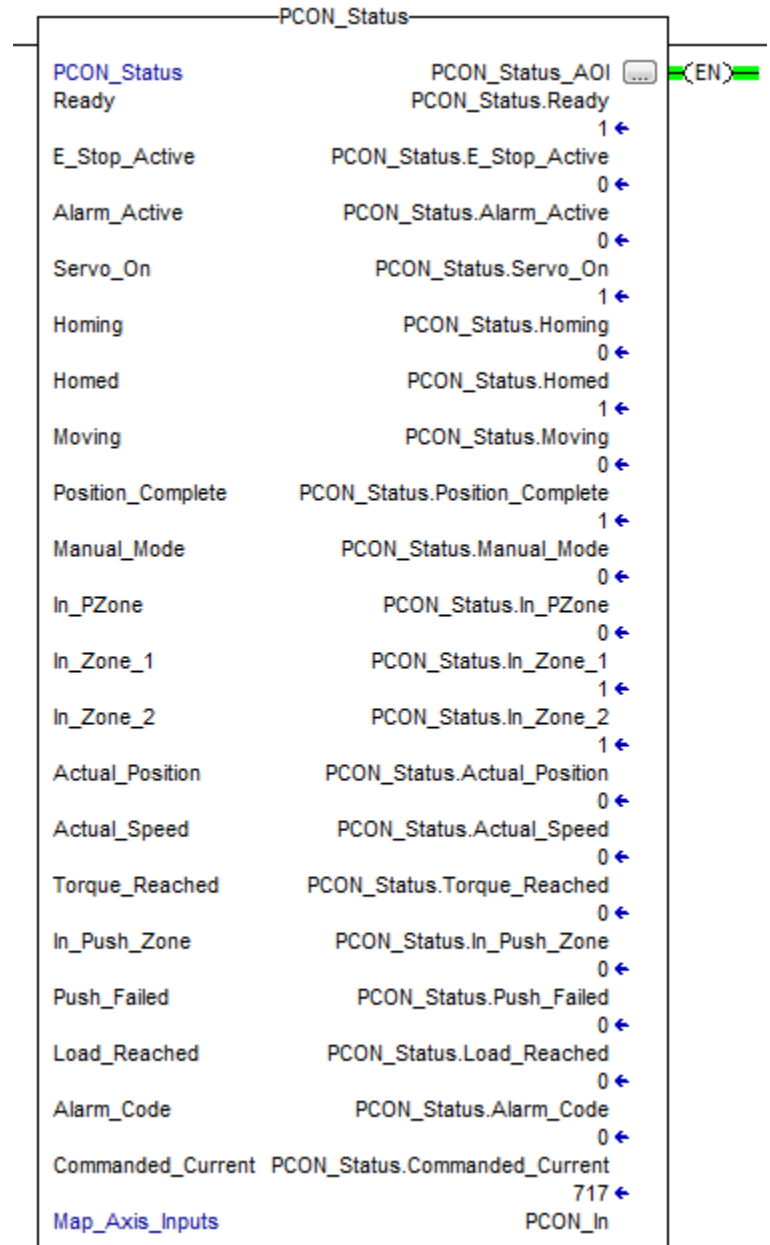 PCON_Status
PCON_Status PCON_Status_AOI ... (EN)
Ready PCON_Status.Ready
1
E_Stop_Active PCON_Status.E_Stop_Active
0
Alarm_Active PCON_Status.Alarm_Active
0
Servo_On PCON_Status.Servo_On
1
Homing PCON_Status.Homing
0
Homed PCON_Status.Homed
1
Moving PCON_Status.Moving
0
Position_Complete PCON_Status.Position_Complete
1
Manual_Mode PCON_Status.Manual_Mode
0
In_PZone PCON_Status.In_PZone
0
In_Zone_1 PCON_Status.In_Zone_1
1
In_Zone_2 PCON_Status.In_Zone_2
1
Actual_Position PCON_Status.Actual_Position
0
Actual_Speed PCON_Status.Actual_Speed
0
Torque_Reached PCON_Status.Torque_Reached
0
In_Push_Zone PCON_Status.In_Push_Zone
0
Push_Failed PCON_Status.Push_Failed
0
Load_Reached PCON_Status.Load_Reached
0
Alarm_Code PCON_Status.Alarm_Code
0
Commanded_Current PCON_Status.Commanded_Current
717
Map_Axis_Inputs PCON_In